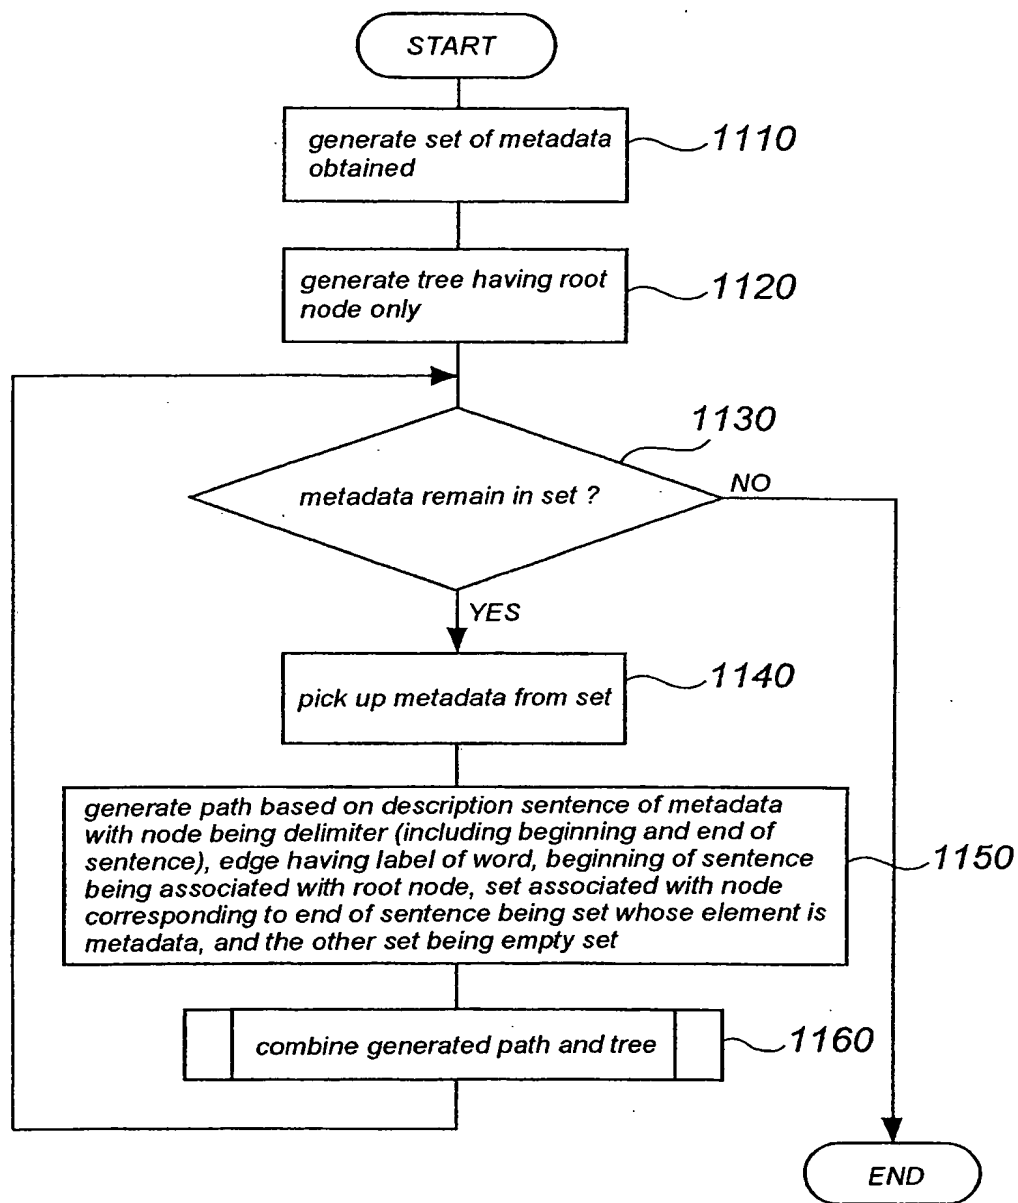 START
generate set of metadata
obtained
1110
generate tree having root
node only
1120
1130
metadata remain in set ?
NO
YES
pick up metadata from set
1140
generate path based on description sentence of metadata
with node being delimiter (including beginning and end of
sentence), edge having label of word, beginning of sentence
being associated with root node, set associated with node
corresponding to end of sentence being set whose element is
metadata, and the other set being empty set
1150
combine generated path and tree
1160
END